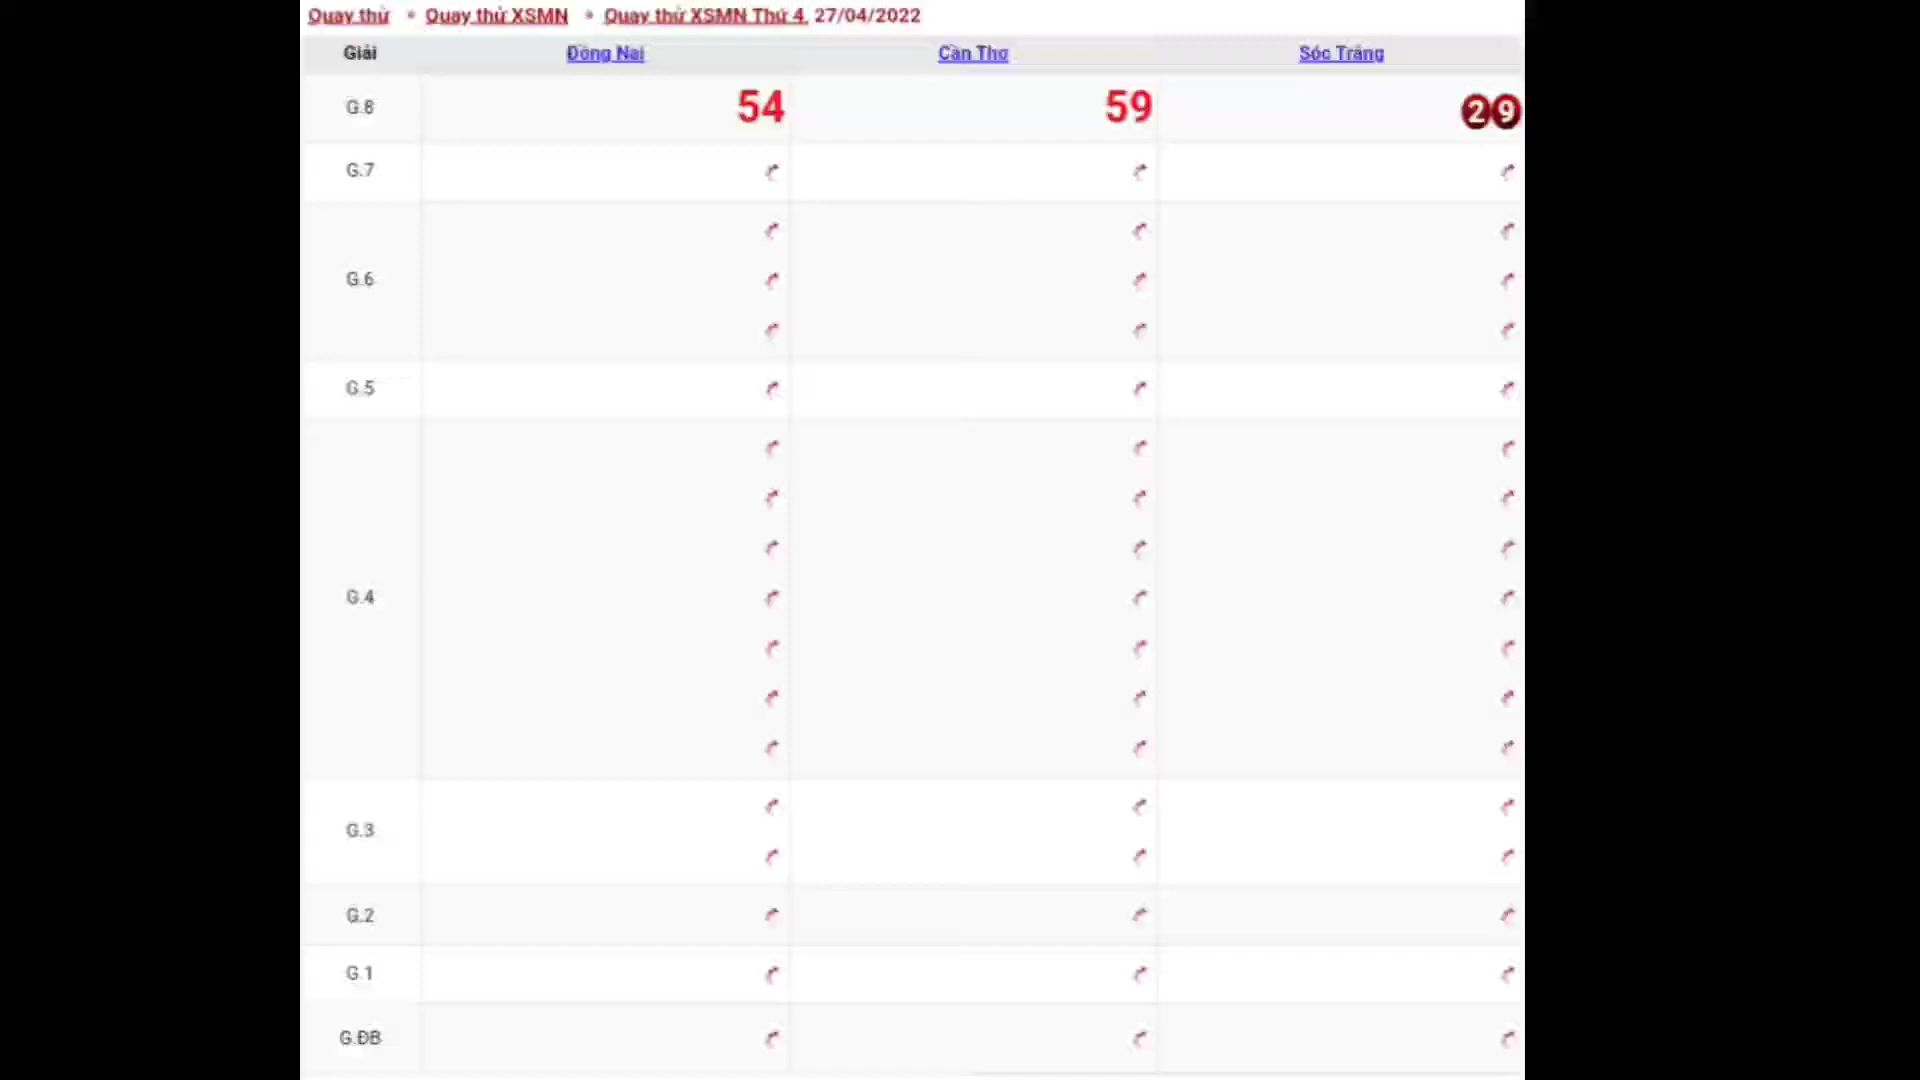 Quay thử • Quay thử XSMN • Quay thử XSMN Thứ 4, 27/04/2022
Giải Đồng Nai Cần Thơ Sóc Trăng
G.8 54 59 29
G.7
G.6
G.5
G.4
G.3
G.2
G.1
G.ĐB